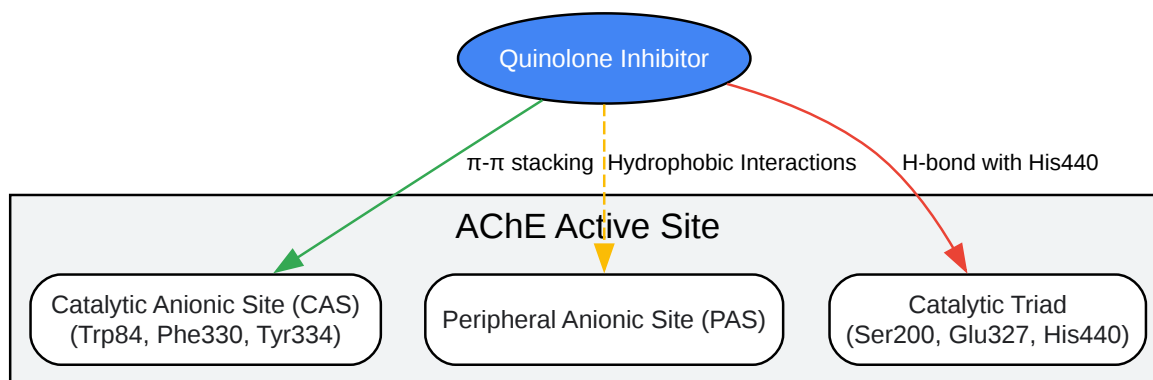 Quinolone Inhibitor
π-π stacking
Hydrophobic Interactions
H-bond with His440
AChE Active Site
Catalytic Anionic Site (CAS)
(Trp84, Phe330, Tyr334)
Peripheral Anionic Site (PAS)
Catalytic Triad
(Ser200, Glu327, His440)